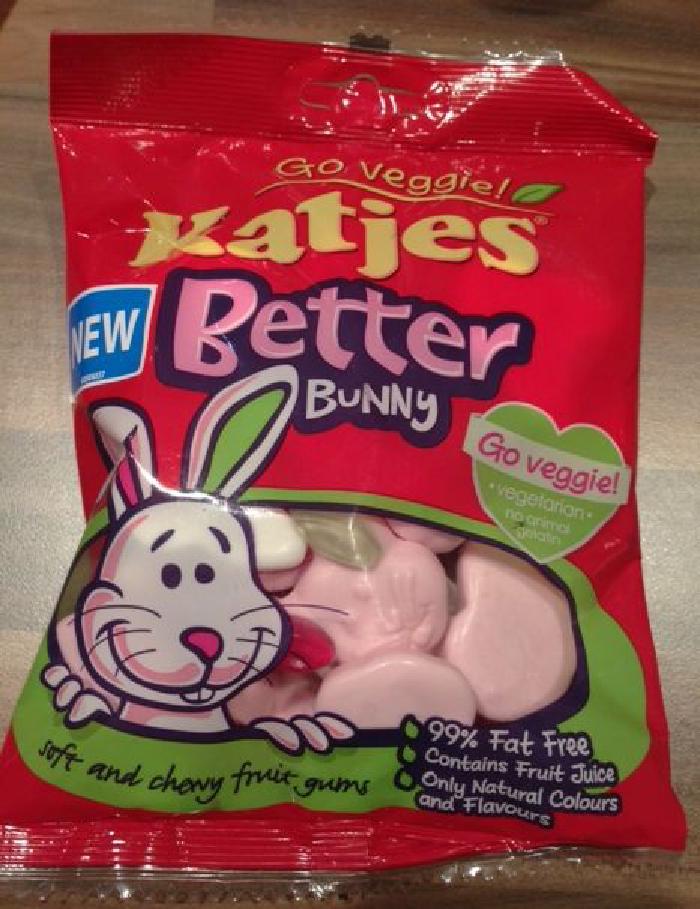 Go veggie!
Katjes®
Better
BUNNY
NEW
Go veggie!
• vegetarian •
no animal
gelatin
soft and chewy fruit gums
99% Fat Free
Contains Fruit Juice
Only Natural Colours
and Flavours